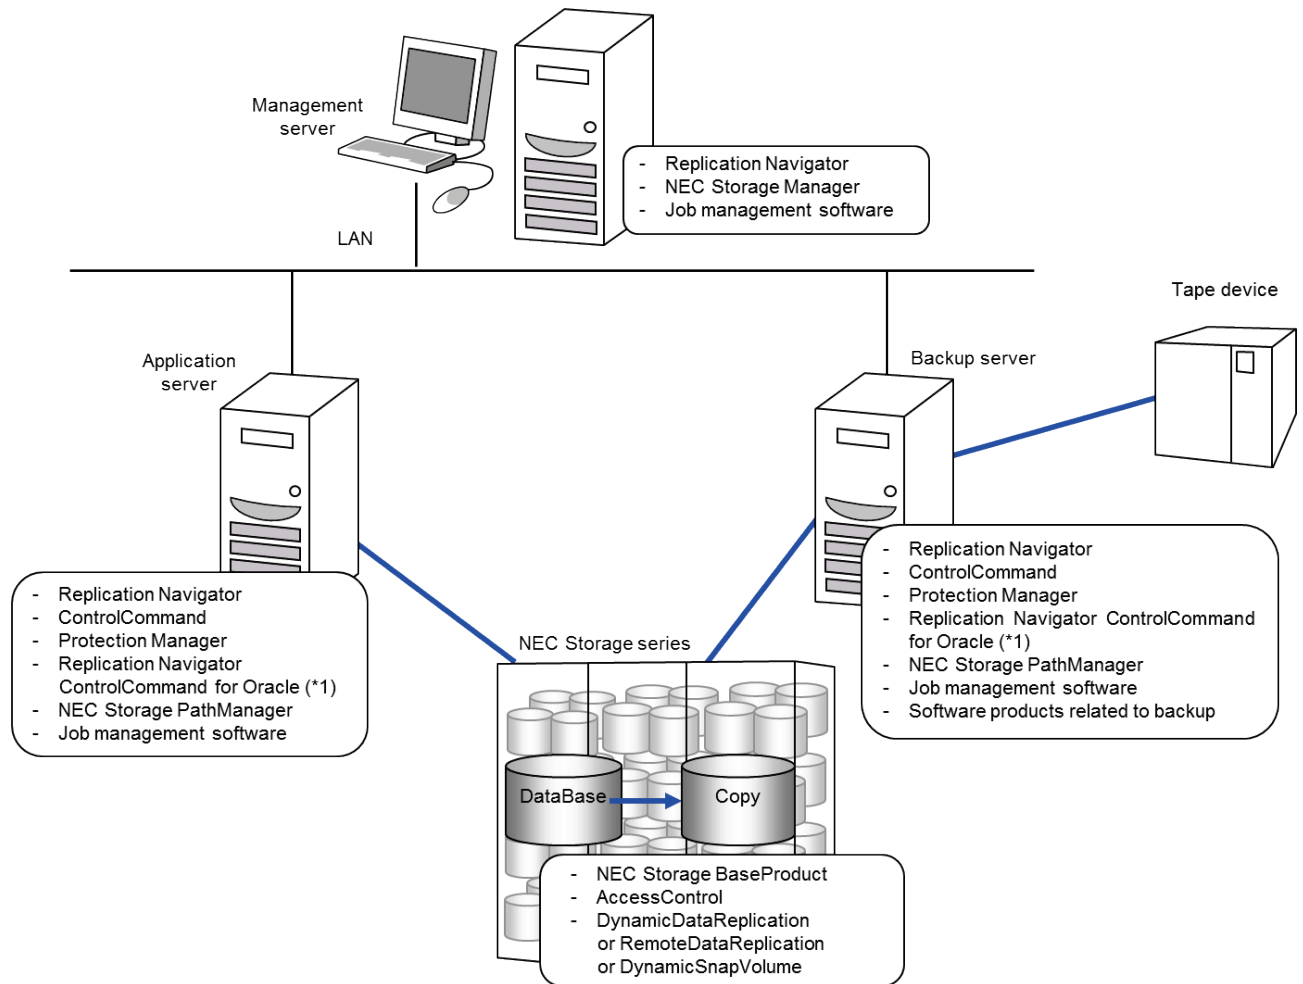 Management
server
- Replication Navigator
- NEC Storage Manager
- Job management software
LAN
Tape device
Application
server
Backup server
- Replication Navigator
- ControlCommand
- Protection Manager
- Replication Navigator
ControlCommand for Oracle (*1)
- NEC Storage PathManager
- Job management software
- Replication Navigator
- ControlCommand
- Protection Manager
- Replication Navigator ControlCommand
for Oracle (*1)
- NEC Storage PathManager
- Job management software
- Software products related to backup
NEC Storage series
DataBase
Copy
- NEC Storage BaseProduct
- AccessControl
- DynamicDataReplication
or RemoteDataReplication
or DynamicSnapVolume